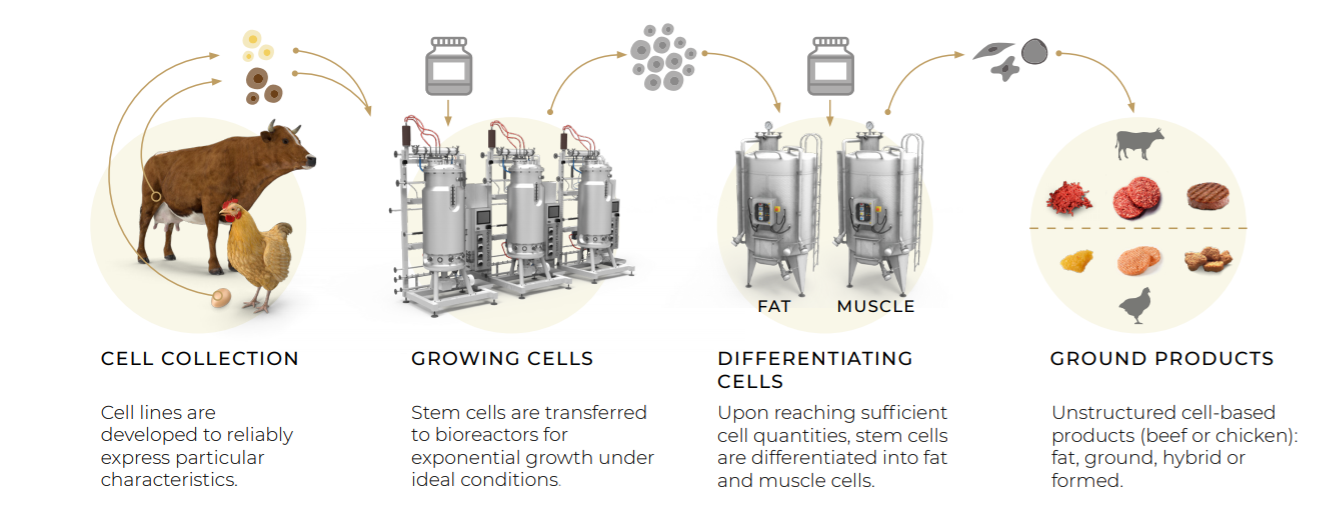 FAT
MUSCLE
CELL COLLECTION
Cell lines are
developed to reliably
express particular
characteristics.
GROWING CELLS
Stem cells are transferred
to bioreactors for
exponential growth under
ideal conditions.
DIFFERENTIATING
CELLS
Upon reaching sufficient
cell quantities, stem cells
are differentiated into fat
and muscle cells.
GROUND PRODUCTS
Unstructured cell-based
products (beef or chicken):
fat, ground, hybrid or
formed.